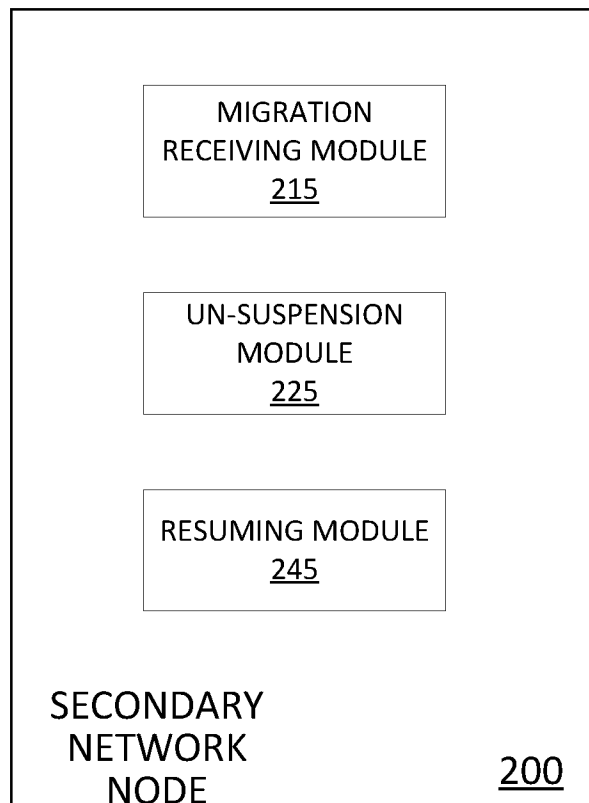 MIGRATION
RECEIVING MODULE
215
UN-SUSPENSION
MODULE
225
RESUMING MODULE
245
SECONDARY
NETWORK
NODE
200